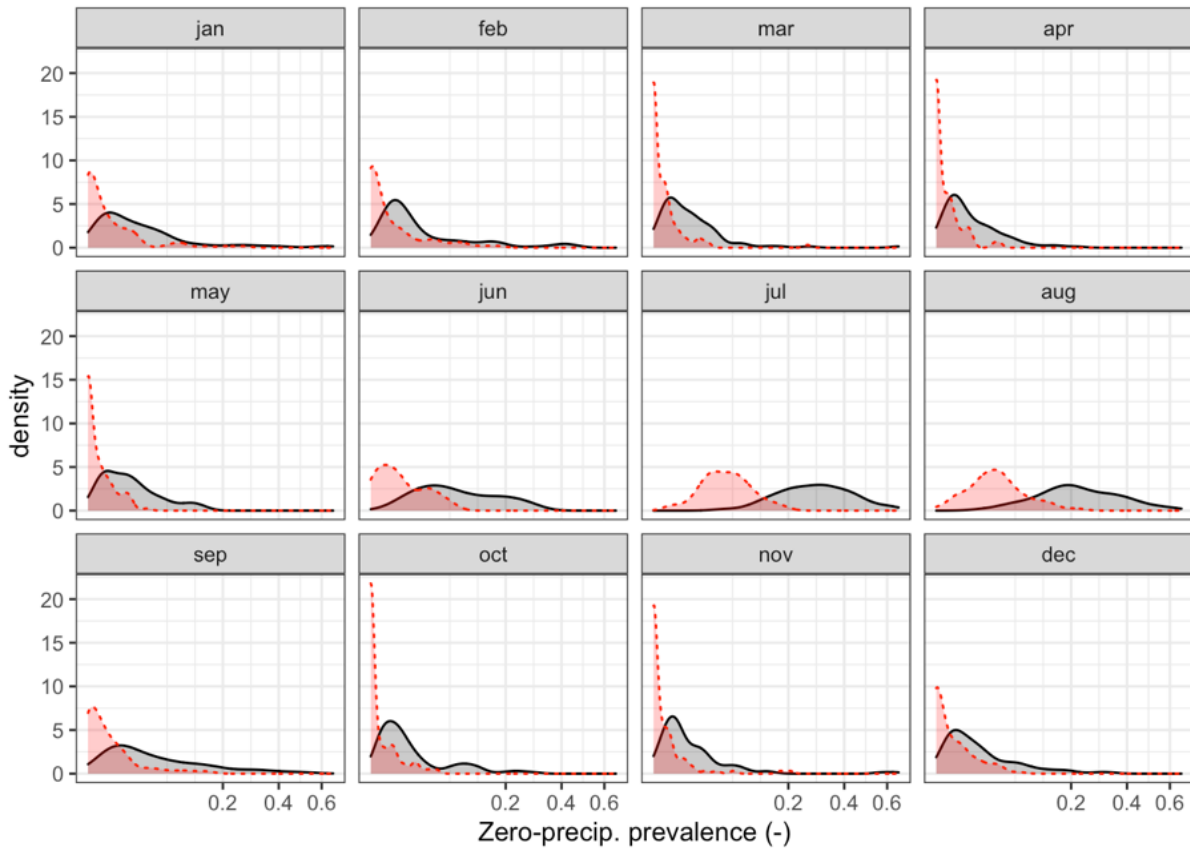 jan feb mar apr
20
15
10
5
0
may jun jul aug
density
20
15
10
5
0
sep oct nov dec
20
15
10
5
0
0.2 0.4 0.6 0.2 0.4 0.6 0.2 0.4 0.6 0.2 0.4 0.6
Zero-precip. prevalence (-)